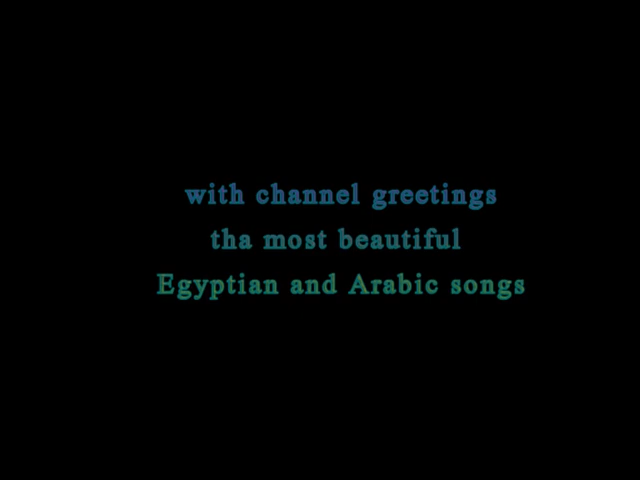 with channel greetings
tha most beautiful
Egyptian and Arabic songs